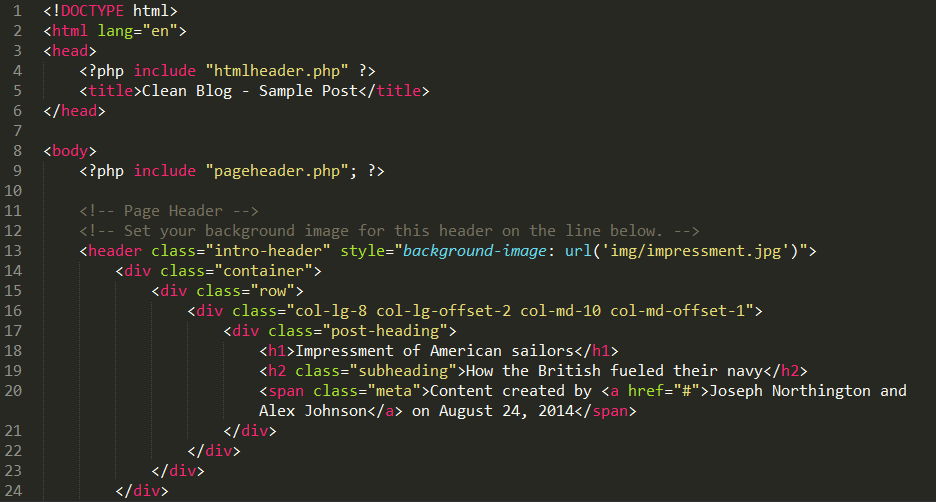 1 <!DOCTYPE html>
2 <html lang="en">
3 <head>
4     <?php include "htmlheader.php" ?>
5     <title>Clean Blog - Sample Post</title>
6 </head>
7
8 <body>
9     <?php include "pageheader.php"; ?>
10
11     <!-- Page Header -->
12     <!-- Set your background image for this header on the line below. -->
13     <header class="intro-header" style="background-image: url('img/impressment.jpg')">
14         <div class="container">
15             <div class="row">
16                 <div class="col-lg-8 col-lg-offset-2 col-md-10 col-md-offset-1">
17                     <div class="post-heading">
18                         <h1>Impressment of American sailors</h1>
19                         <h2 class="subheading">How the British fueled their navy</h2>
20                         <span class="meta">Content created by <a href="#">Joseph Northington and
                         Alex Johnson</a> on August 24, 2014</span>
21                     </div>
22                 </div>
23             </div>
24         </div>